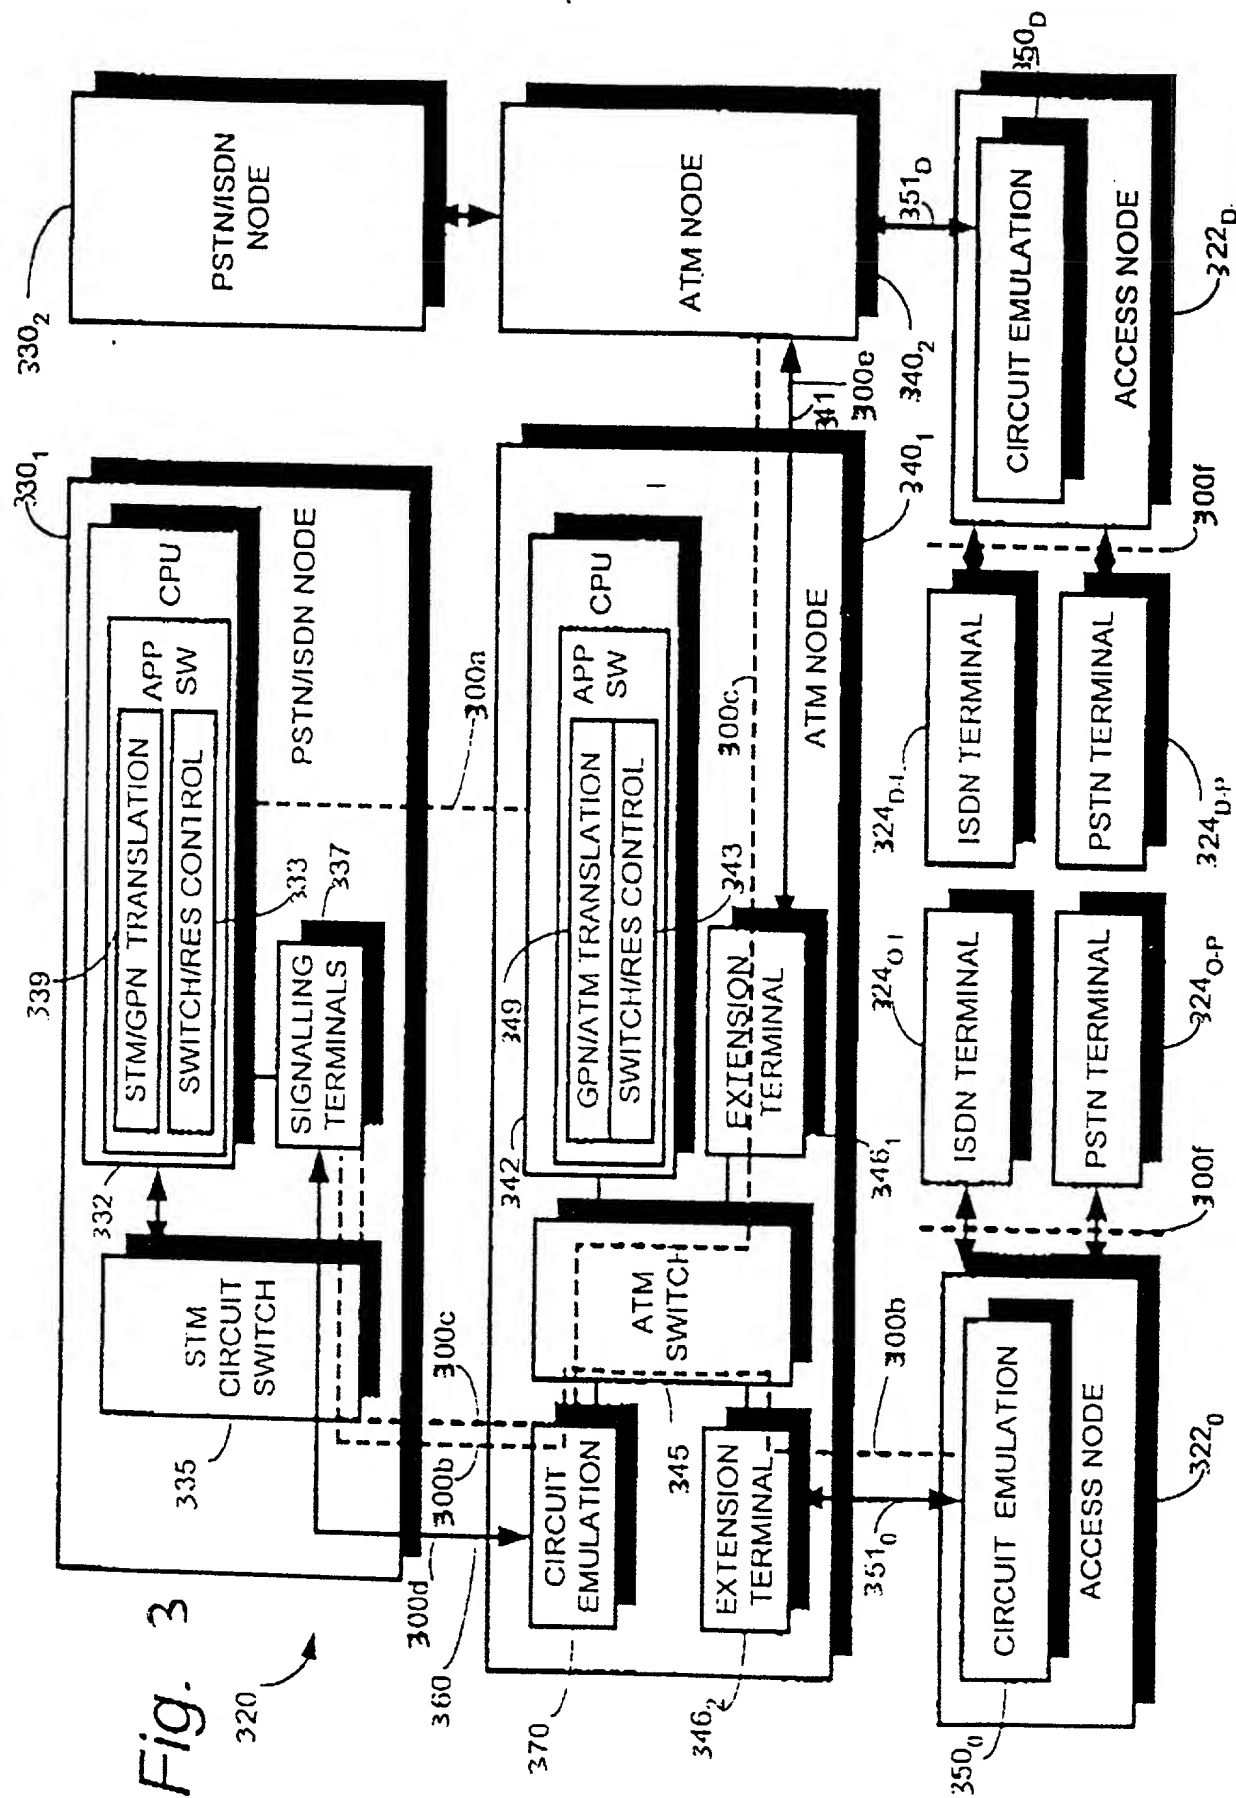 Fig. 3
320
330₁
339
STM/GPN TRANSLATION
SWITCH/RES CONTROL
APP
SW
CPU
332
333
PSTN/ISDN NODE
STM
CIRCUIT
SWITCH
335
SIGNALLING
TERMINALS
337
330₂
PSTN/ISDN
NODE
300a
300c
300b
300d
360
370
CIRCUIT
EMULATION
345
ATM
SWITCH
342
349
GPN/ATM TRANSLATION
SWITCH/RES CONTROL
APP
SW
CPU
343
300c
EXTENSION
TERMINAL
346₁
ATM NODE
340₁
EXTENSION
TERMINAL
346₂
ATM NODE
340₂
341
300e
351₀
300b
351_D
350₀
CIRCUIT EMULATION
ACCESS NODE
322₀
300f
324_O-I
ISDN TERMINAL
PSTN TERMINAL
324_O-P
324_D-I
ISDN TERMINAL
PSTN TERMINAL
324_D-P
300f
350_D
CIRCUIT EMULATION
ACCESS NODE
322_D